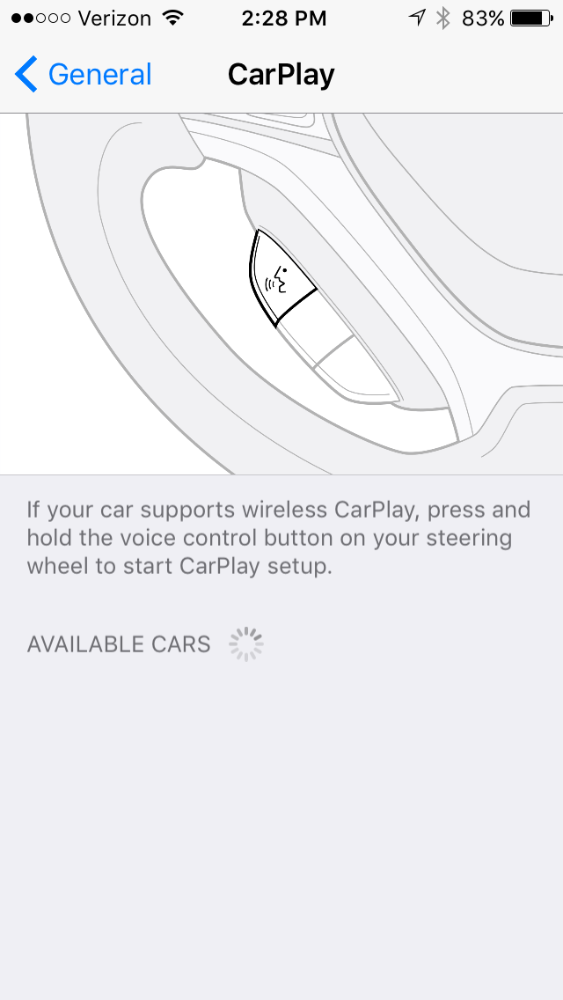 Verizon 2:28 PM 83%
General CarPlay
If your car supports wireless CarPlay, press and
hold the voice control button on your steering
wheel to start CarPlay setup.
AVAILABLE CARS